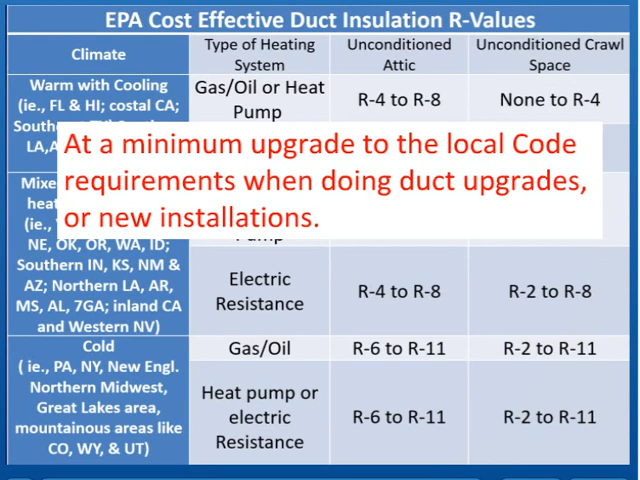 EPA Cost Effective Duct Insulation R-Values
Climate
Type of Heating
System
Unconditioned
Attic
Unconditioned Crawl
Space
Warm with Cooling
(ie., FL & HI; costal CA;
Gas/Oil or Heat
Pump
R-4 to R-8
None to R-4
LA,A
At a minimum upgrade to the local Code
requirements when doing duct upgrades,
or new installations.
Mixe
heat
(ie.,
NE, OK, OR, WA, ID;
Southern IN, KS, NM &
AZ; Northern LA, AR,
MS, AL, 7GA; inland CA
and Western NV)
Pump
Electric
Resistance
R-4 to R-8
R-2 to R-8
Cold
( ie., PA, NY, New Engl.
Northern Midwest,
Great Lakes area,
mountainous areas like
CO, WY, & UT)
Gas/Oil
R-6 to R-11
R-2 to R-11
Heat pump or
electric
Resistance
R-6 to R-11
R-2 to R-11